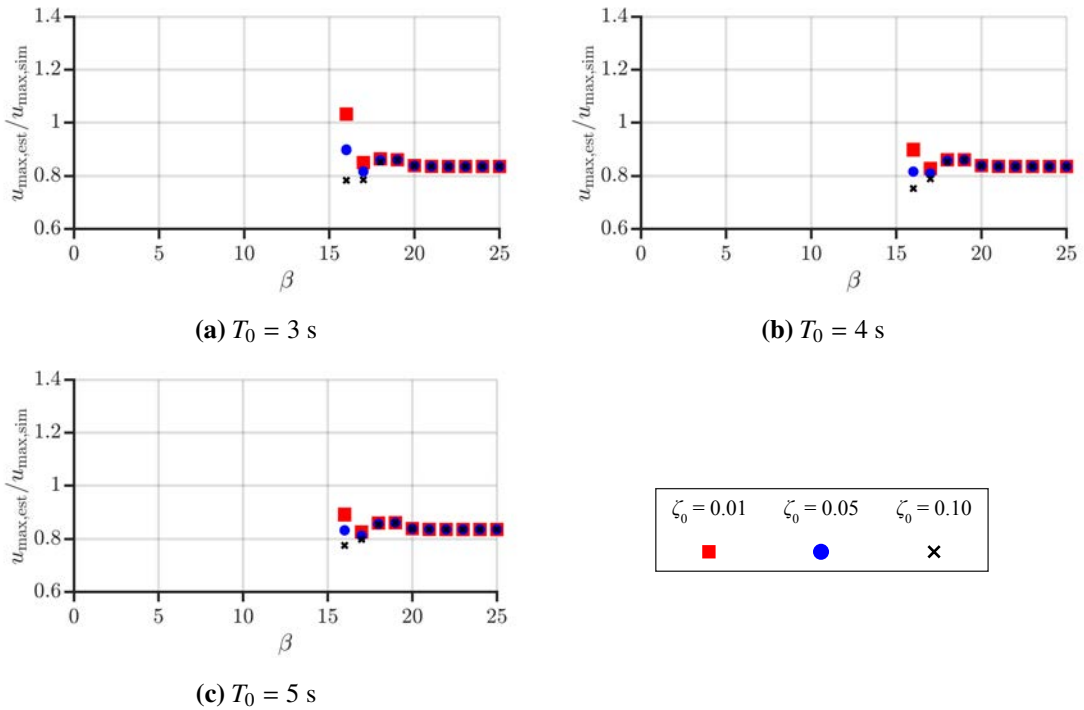 u_max,est/u_max,sim
1.4
1.2
1
0.8
0.6
0 5 10 15 20 25
β
(a) T_0 = 3 s
u_max,est/u_max,sim
1.4
1.2
1
0.8
0.6
0 5 10 15 20 25
β
(b) T_0 = 4 s
u_max,est/u_max,sim
1.4
1.2
1
0.8
0.6
0 5 10 15 20 25
β
(c) T_0 = 5 s
ζ_0 = 0.01 ζ_0 = 0.05 ζ_0 = 0.10